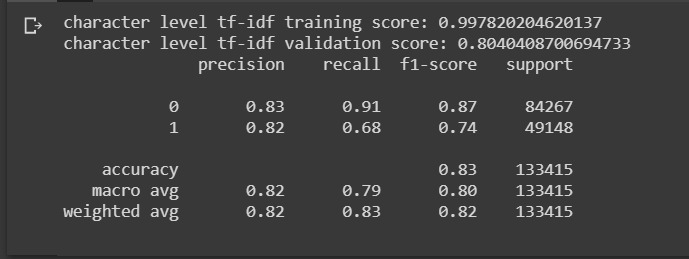 character level tf-idf training score: 0.997820204620137
character level tf-idf validation score: 0.8040408700694733
precision recall f1-score support
0 0.83 0.91 0.87 84267
1 0.82 0.68 0.74 49148
accuracy 0.83 133415
macro avg 0.82 0.79 0.80 133415
weighted avg 0.82 0.83 0.82 133415